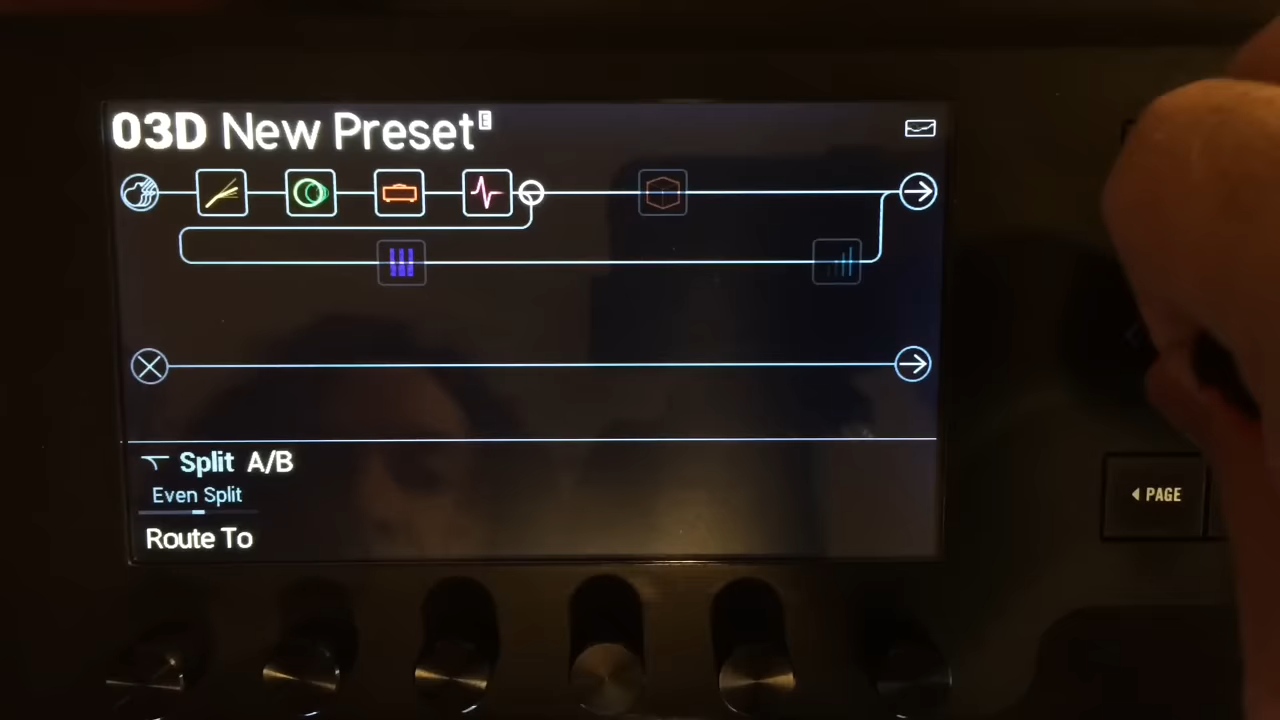 03D New Preset E
Split A/B
Even Split
Route To
PAGE